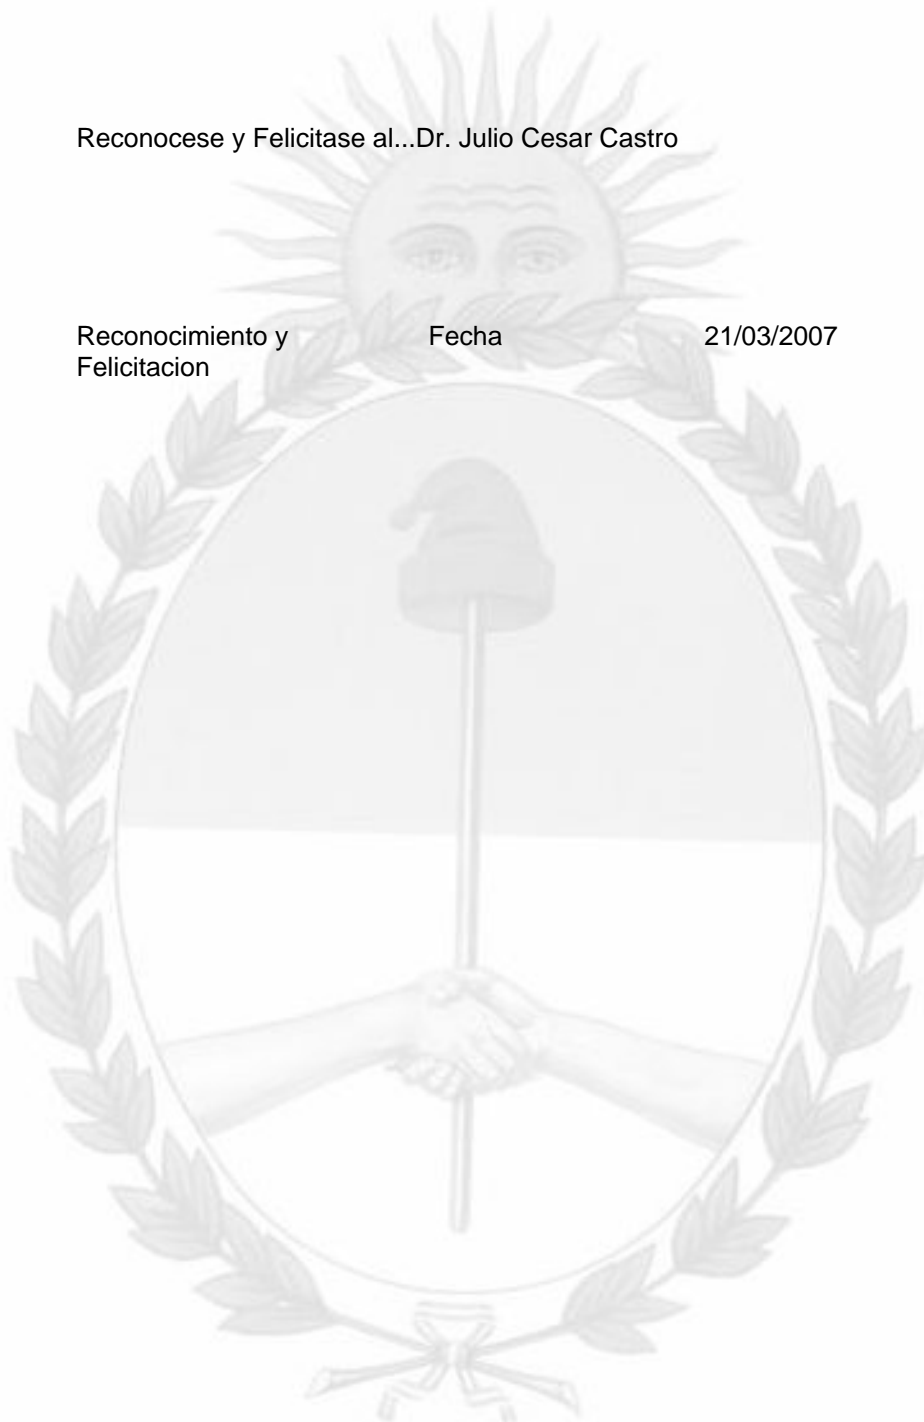 Reconocese y Felicitase al...Dr. Julio Cesar Castro
Reconocimiento y Fecha 21/03/2007
Felicitacion